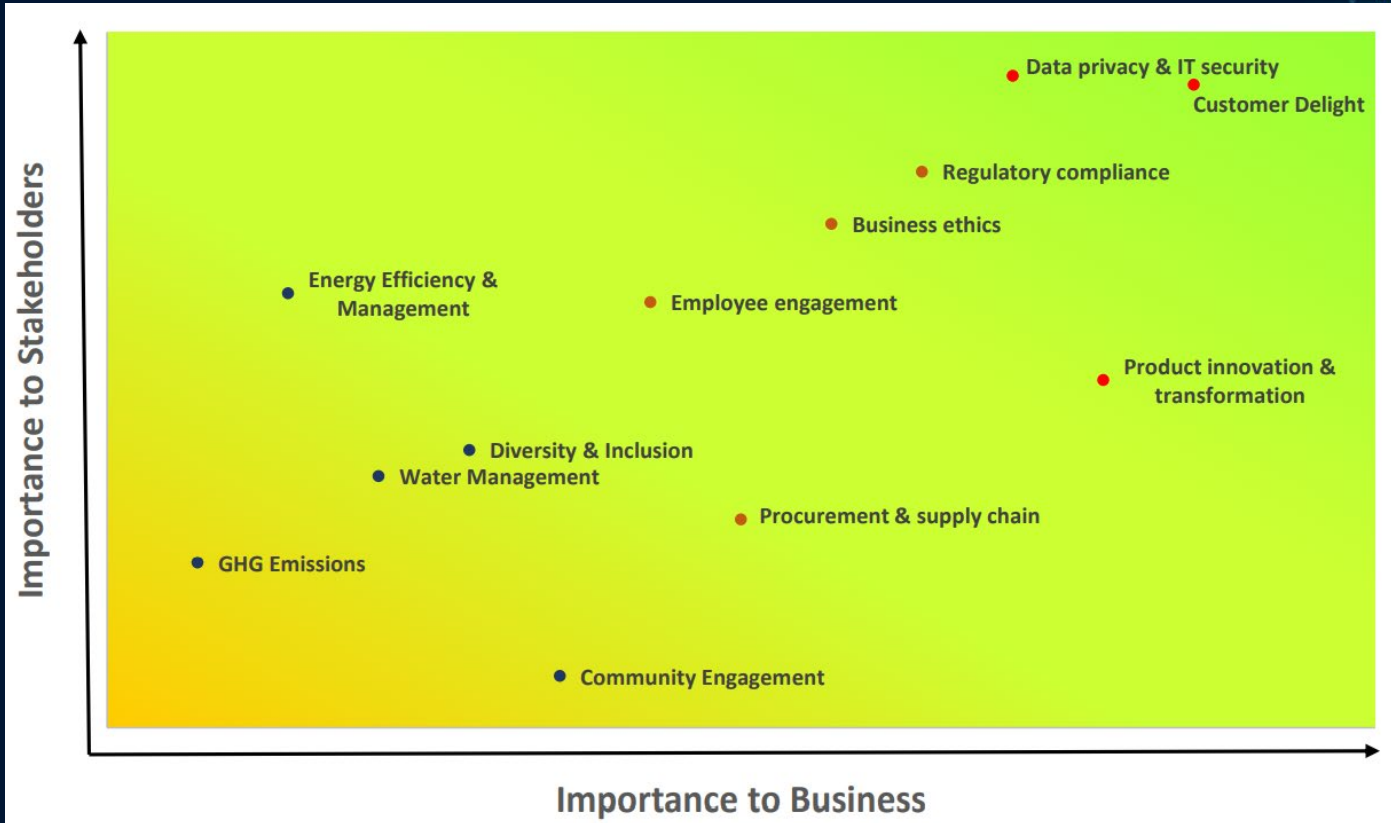 Importance to Stakeholders
Data privacy & IT security
Customer Delight
Regulatory compliance
Business ethics
Energy Efficiency &
Management
Employee engagement
Product innovation &
transformation
Diversity & Inclusion
Water Management
Procurement & supply chain
GHG Emissions
Community Engagement
Importance to Business